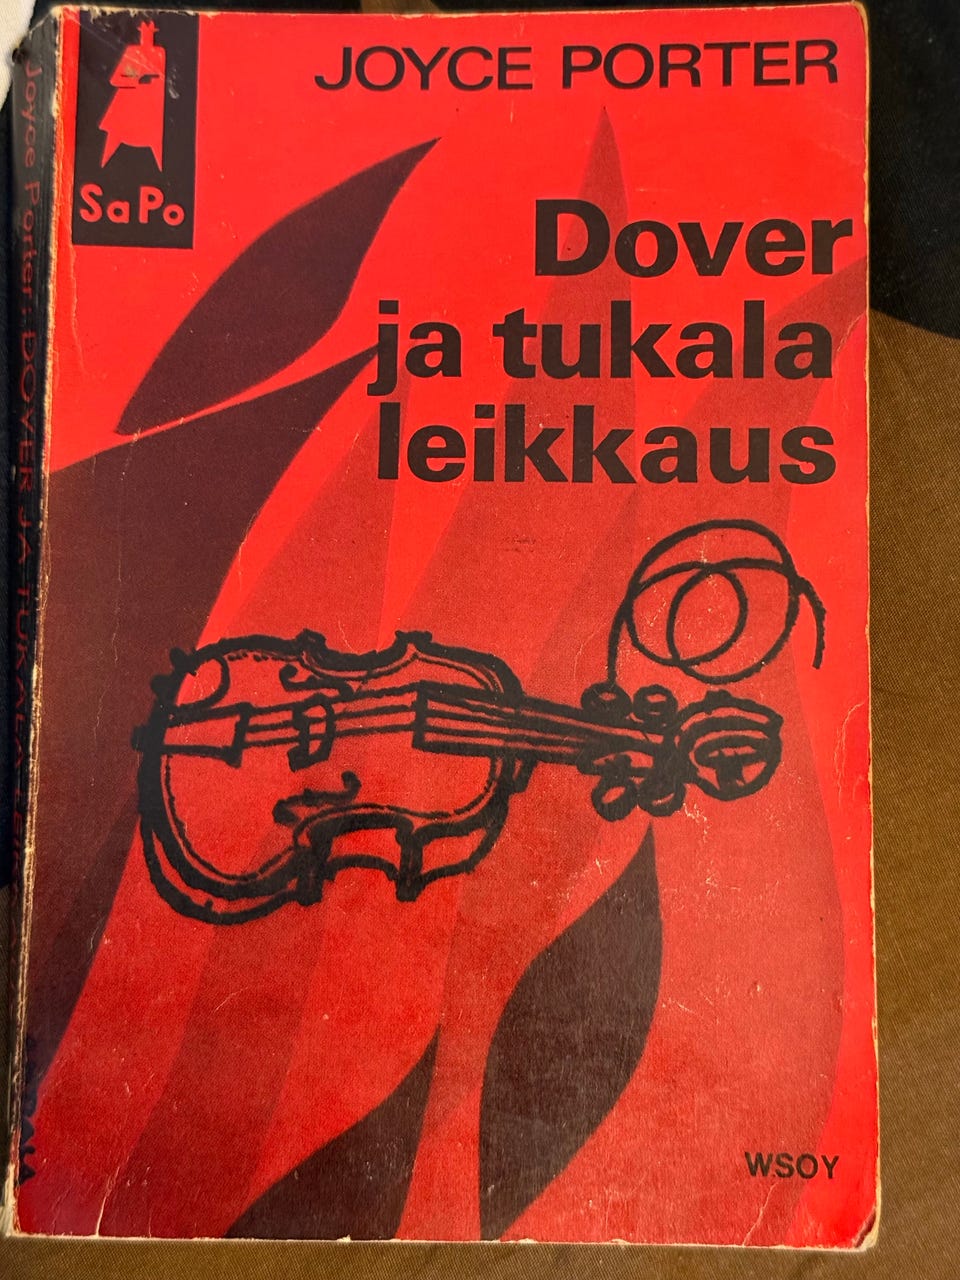 JOYCE PORTER
SaPo
Dover
ja tukala
leikkaus
WSOY
Joyce Porter: DOVER JA TUKALA